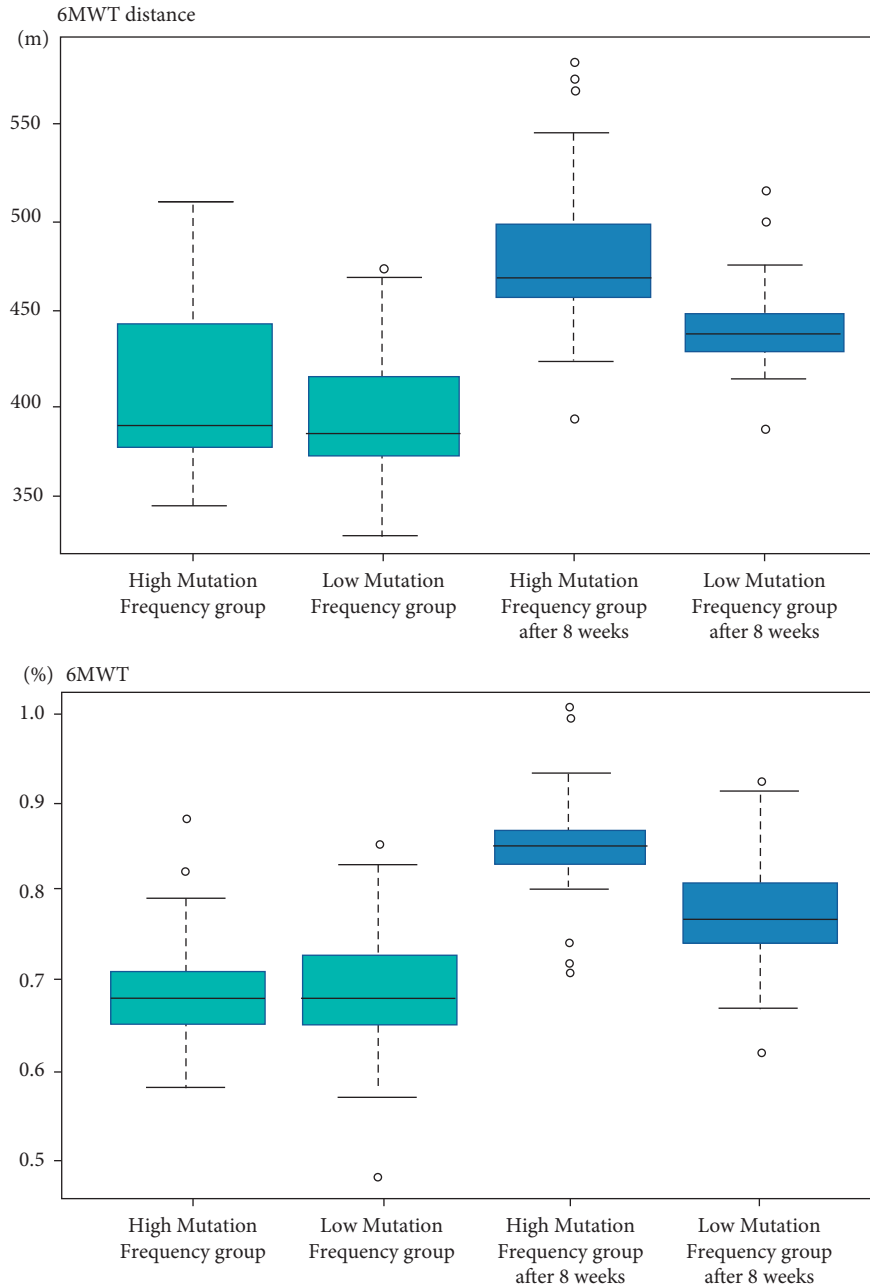 6MWT distance
(m)
550
500
450
400
350
High Mutation
Frequency group
Low Mutation
Frequency group
High Mutation
Frequency group
after 8 weeks
Low Mutation
Frequency group
after 8 weeks
(%) 6MWT
1.0
0.9
0.8
0.7
0.6
0.5
High Mutation
Frequency group
Low Mutation
Frequency group
High Mutation
Frequency group
after 8 weeks
Low Mutation
Frequency group
after 8 weeks